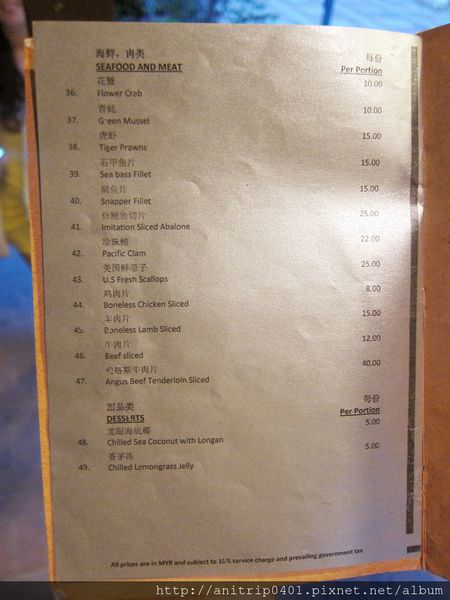 海鲜，肉类 每份
SEAFOOD AND MEAT Per Portion
花蟹 10.00
36. Flower Crab
青蚝 10.00
37. Green Mussel
虎虾 15.00
38. Tiger Prawns
石甲鱼片 15.00
39. Sea bass Fillet
鲷鱼片 15.00
40. Snapper Fillet
仿鲍鱼切片 25.00
41. Imitation Sliced Abalone
珍珠鲍 22.00
42. Pacific Clam
美国鲜带子 25.00
43. U.S Fresh Scallops
鸡肉片 8.00
44. Boneless Chicken Sliced
羊肉片 15.00
45. Boneless Lamb Sliced
牛肉片 12.00
46. Beef sliced
安格斯牛肉片 40.00
47. Angus Beef Tenderloin Sliced
甜品类 每份
DESSERTS Per Portion
龙眼海底椰 5.00
48. Chilled Sea Coconut with Longan
香茅冻 5.00
49. Chilled Lemongrass Jelly
All prices are in MYR and subject to 10% service charge and prevailing government tax
http://anitrip0401.pixnet.net/album